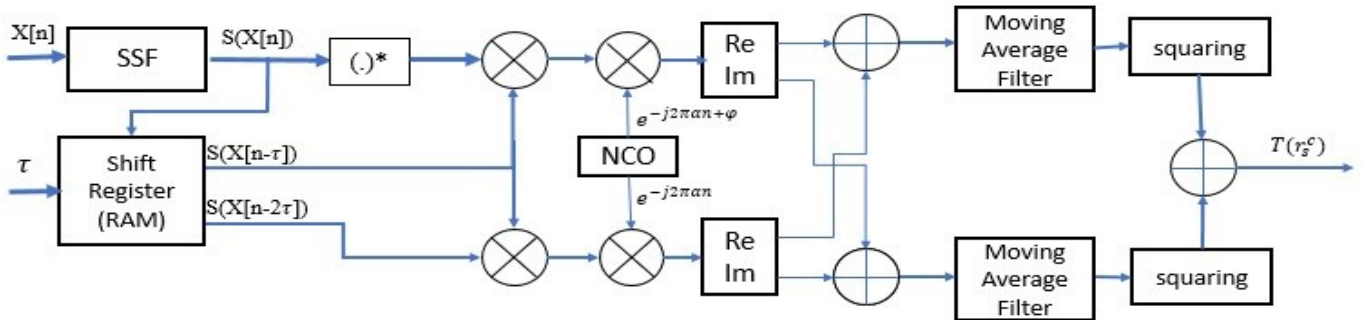 X[n]
SSF
S(X[n])
(.)*
τ
Shift
Register
(RAM)
S(X[n-τ])
S(X[n-2τ])
e^{-j2παn+φ}
NCO
e^{-j2παn}
Re
Im
Re
Im
Moving
Average
Filter
squaring
Moving
Average
Filter
squaring
T(r_s^c)